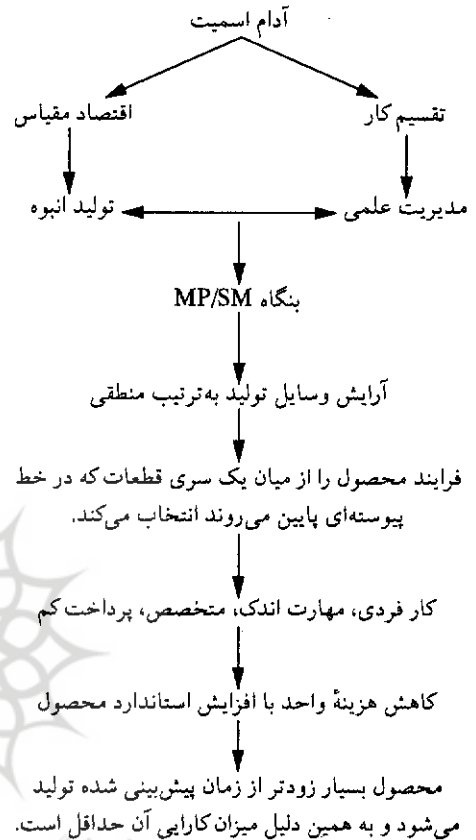 آدام اسمیت
تقسیم کار
اقتصاد مقیاس
مدیریت علمی
تولید انبوه
بنگاه MP/SM
آرایش وسایل تولید به‌ترتیب منطقی
فرایند محصول را از میان یک سری قطعات که در خط
پیوسته‌ای پایین می‌روند انتخاب می‌کند.
کار فردی، مهارت اندک، متخصص، پرداخت کم
کاهش هزینهٔ واحد با افزایش استاندارد محصول
محصول بسیار زودتر از زمان پیش‌بینی شده تولید
می‌شود و به همین دلیل میزان کارایی آن حداقل است.